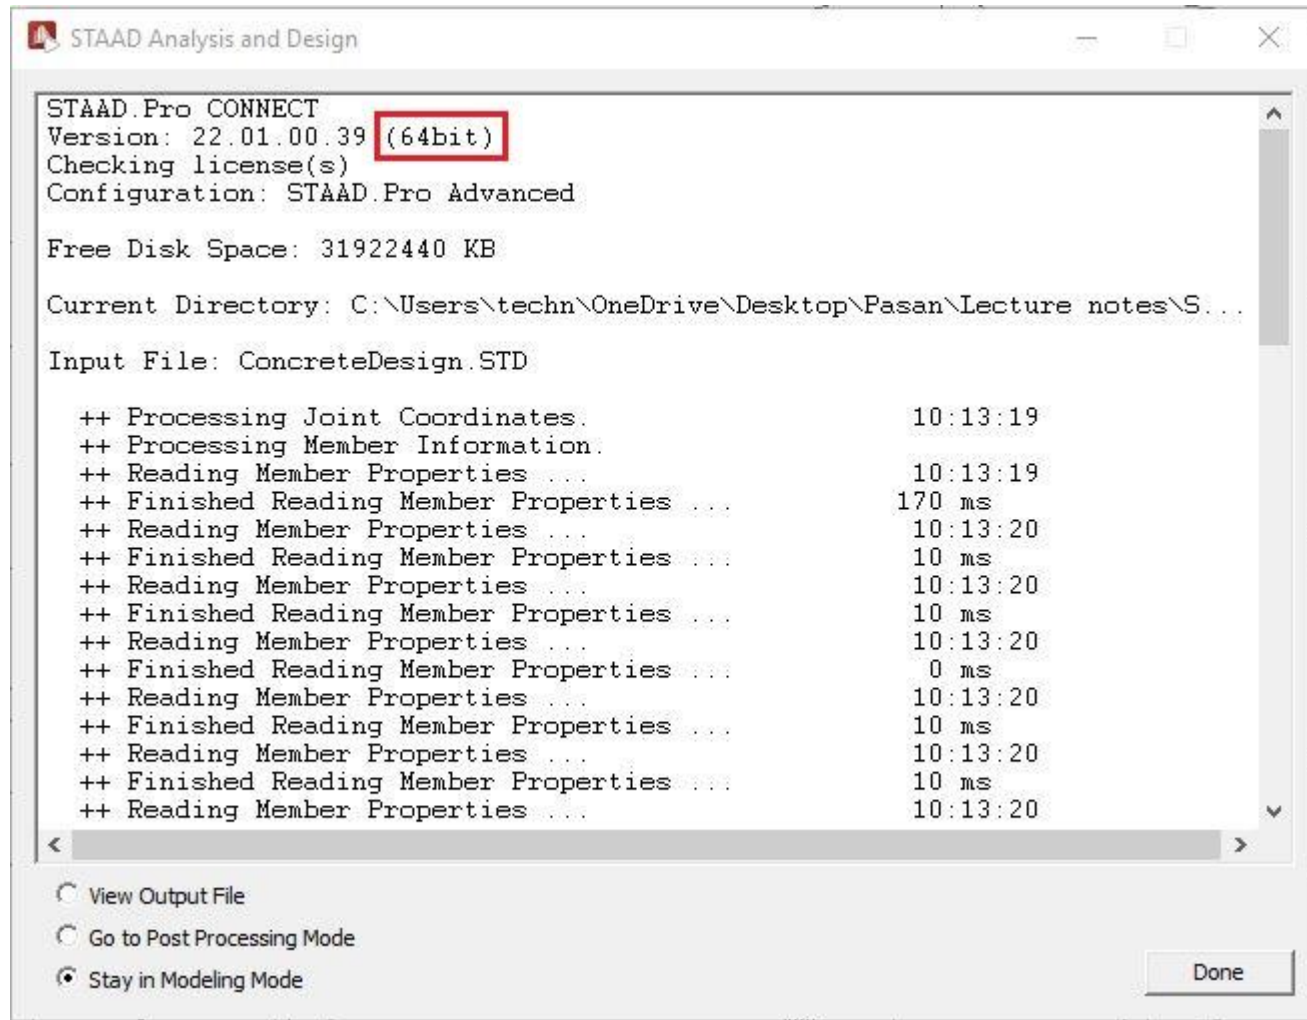 STAAD Analysis and Design
STAAD.Pro CONNECT
Version: 22.01.00.39 (64bit)
Checking license(s)
Configuration: STAAD.Pro Advanced
Free Disk Space: 31922440 KB
Current Directory: C:\Users\techn\OneDrive\Desktop\Pasan\Lecture notes\S...
Input File: ConcreteDesign.STD
++ Processing Joint Coordinates. 10:13:19
++ Processing Member Information.
++ Reading Member Properties ... 10:13:19
++ Finished Reading Member Properties ... 170 ms
++ Reading Member Properties ... 10:13:20
++ Finished Reading Member Properties ... 10 ms
++ Reading Member Properties ... 10:13:20
++ Finished Reading Member Properties ... 10 ms
++ Reading Member Properties ... 10:13:20
++ Finished Reading Member Properties ... 0 ms
++ Reading Member Properties ... 10:13:20
++ Finished Reading Member Properties ... 10 ms
++ Reading Member Properties ... 10:13:20
++ Finished Reading Member Properties ... 10 ms
++ Reading Member Properties ... 10:13:20
View Output File
Go to Post Processing Mode
Stay in Modeling Mode
Done